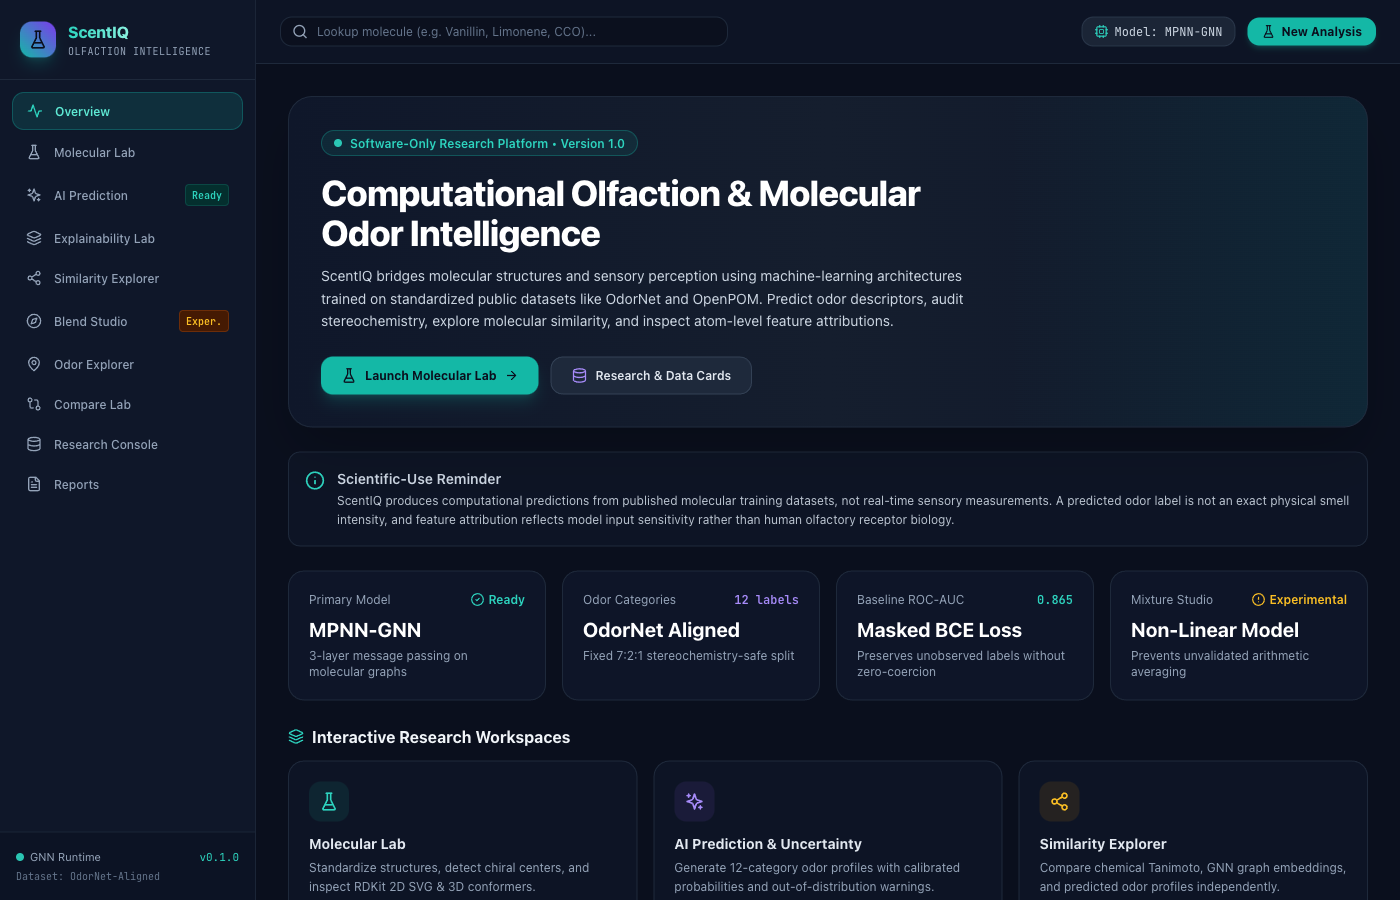 ScentIQ
OLFACTION INTELLIGENCE
Overview
Molecular Lab
AI Prediction
Ready
Explainability Lab
Similarity Explorer
Blend Studio
Exper.
Odor Explorer
Compare Lab
Research Console
Reports
GNN Runtime
v0.1.0
Dataset: OdorNet-Aligned
Lookup molecule (e.g. Vanillin, Limonene, CCO)...
Model: MPNN-GNN
New Analysis
Software-Only Research Platform • Version 1.0
Computational Olfaction & Molecular
Odor Intelligence
ScentIQ bridges molecular structures and sensory perception using machine-learning architectures
trained on standardized public datasets like OdorNet and OpenPOM. Predict odor descriptors, audit
stereochemistry, explore molecular similarity, and inspect atom-level feature attributions.
Launch Molecular Lab
Research & Data Cards
Scientific-Use Reminder
ScentIQ produces computational predictions from published molecular training datasets, not real-time sensory measurements. A predicted odor label is not an exact physical smell
intensity, and feature attribution reflects model input sensitivity rather than human olfactory receptor biology.
Primary Model
Ready
MPNN-GNN
3-layer message passing on
molecular graphs
Odor Categories
12 labels
OdorNet Aligned
Fixed 7:2:1 stereochemistry-safe split
Baseline ROC-AUC
0.865
Masked BCE Loss
Preserves unobserved labels without
zero-coercion
Mixture Studio
Experimental
Non-Linear Model
Prevents unvalidated arithmetic
averaging
Interactive Research Workspaces
Molecular Lab
Standardize structures, detect chiral centers, and
inspect RDKit 2D SVG & 3D conformers.
AI Prediction & Uncertainty
Generate 12-category odor profiles with calibrated
probabilities and out-of-distribution warnings.
Similarity Explorer
Compare chemical Tanimoto, GNN graph embeddings,
and predicted odor profiles independently.